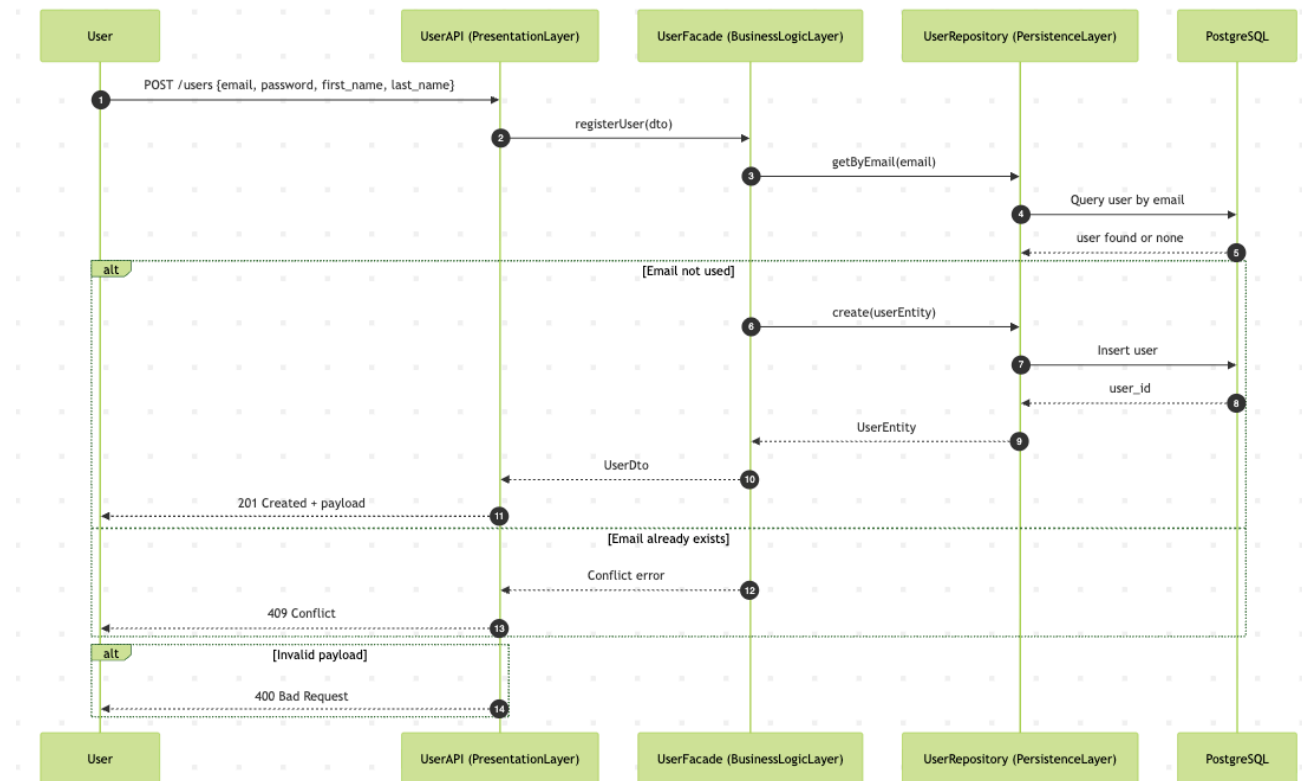 User
UserAPI (PresentationLayer)
UserFacade (BusinessLogicLayer)
UserRepository (PersistenceLayer)
PostgreSQL
POST /users {email, password, first_name, last_name}
1
registerUser(dto)
2
getByEmail(email)
3
Query user by email
4
user found or none
5
alt
[Email not used]
create(userEntity)
6
Insert user
7
user_id
8
UserEntity
9
UserDto
10
201 Created + payload
11
[Email already exists]
Conflict error
12
409 Conflict
13
alt
[Invalid payload]
400 Bad Request
14
User
UserAPI (PresentationLayer)
UserFacade (BusinessLogicLayer)
UserRepository (PersistenceLayer)
PostgreSQL